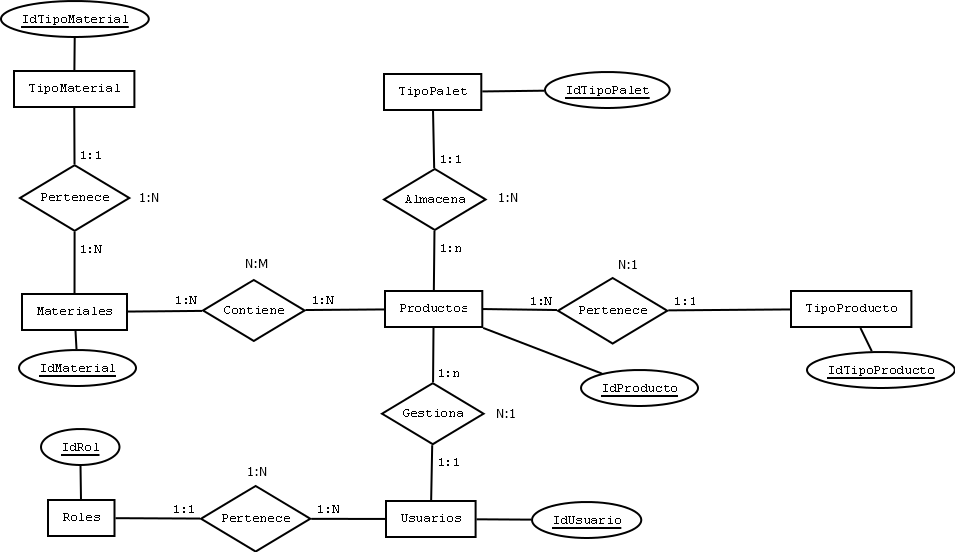 IdTipoMaterial
TipoMaterial
TipoPalet
IdTipoPalet
1:1
1:1
Pertenece
1:N
Almacena
1:N
1:N
1:n
N:M
N:1
1:N
1:N
1:N
1:1
Materiales
Contiene
Productos
Pertenece
TipoProducto
IdMaterial
1:n
IdProducto
IdTipoProducto
Gestiona
N:1
IdRol
1:1
1:N
1:1
1:N
Roles
Pertenece
Usuarios
IdUsuario